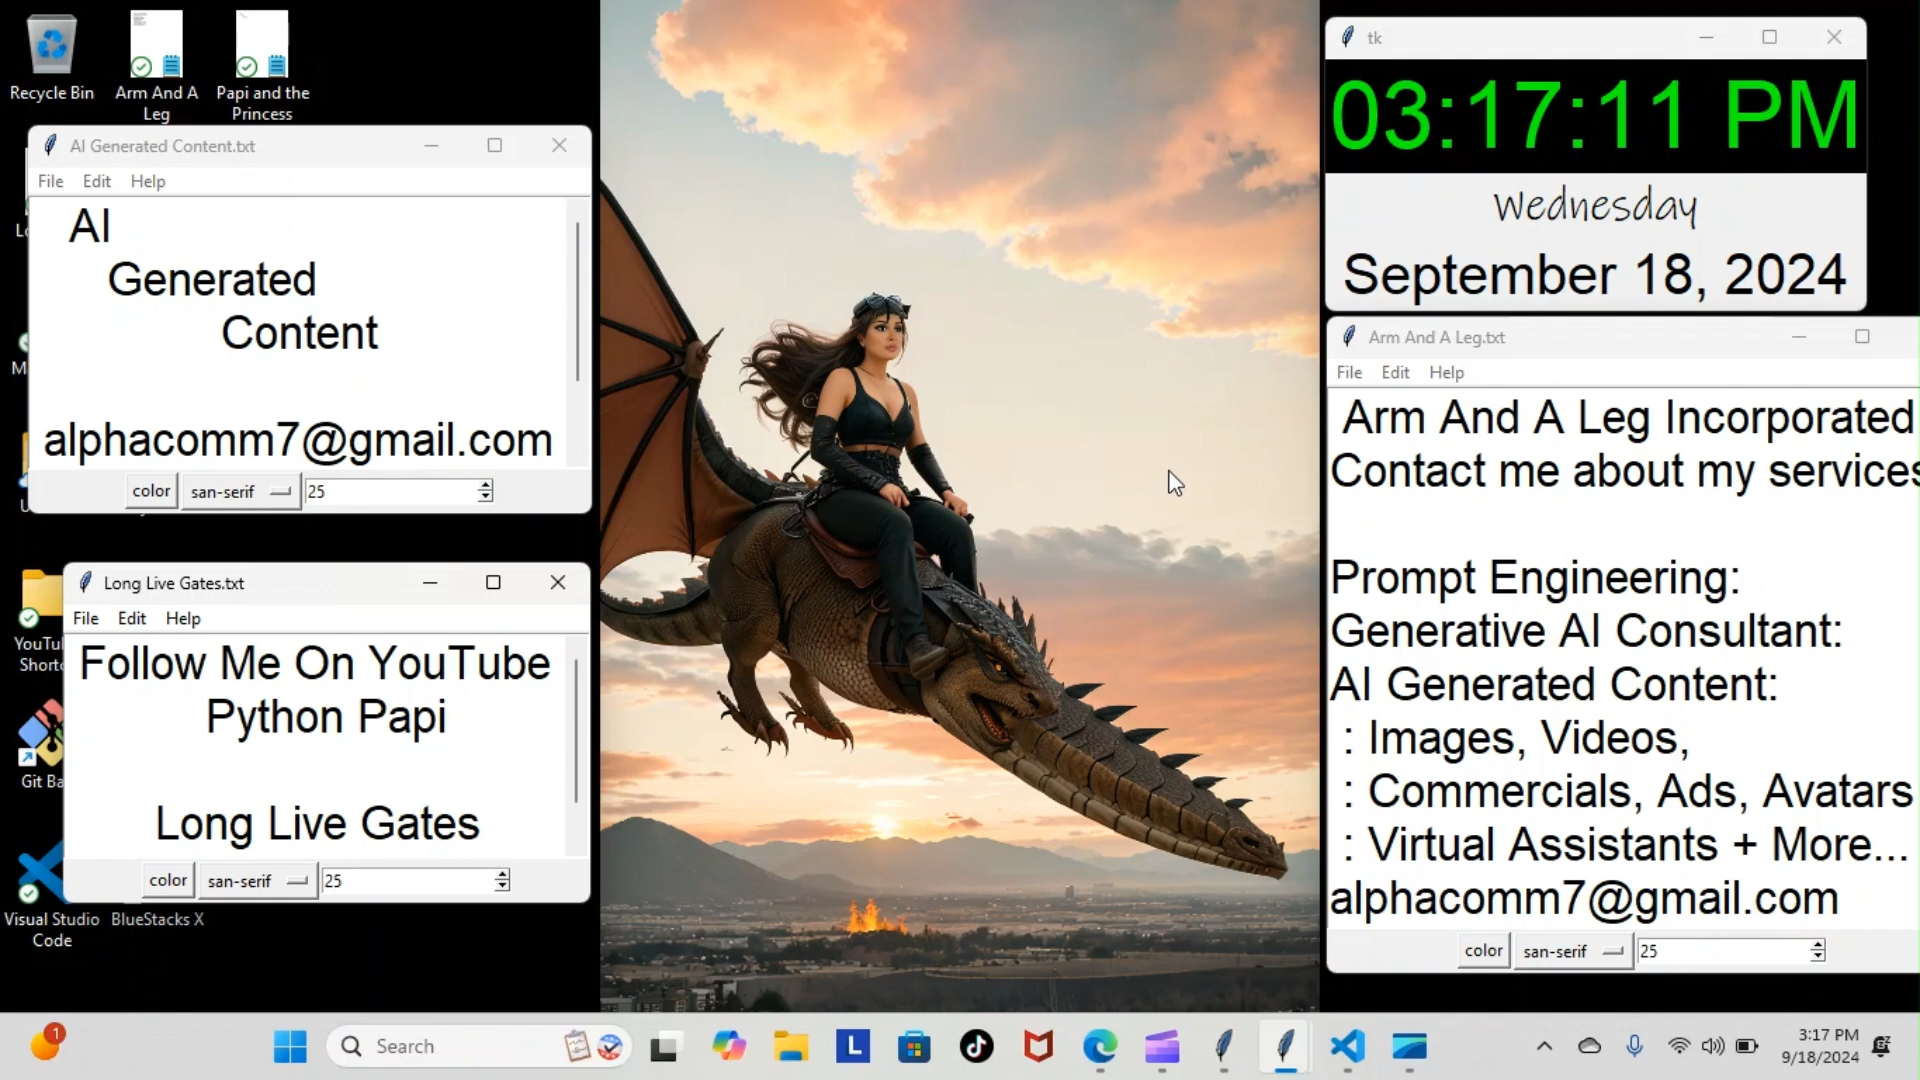 Recycle Bin
Arm And A
Leg
Papi and the
Princess
AI Generated Content.txt
File Edit Help
AI
Generated
Content
alphacomm7@gmail.com
color san-serif 25
Long Live Gates.txt
File Edit Help
Follow Me On YouTube
Python Papi
Long Live Gates
color san-serif 25
Git Ba
Visual Studio
Code
BlueStacks X
tk
03:17:11 PM
Wednesday
September 18, 2024
Arm And A Leg.txt
File Edit Help
Arm And A Leg Incorporated
Contact me about my services
Prompt Engineering:
Generative AI Consultant:
AI Generated Content:
: Images, Videos,
: Commercials, Ads, Avatars
: Virtual Assistants + More...
alphacomm7@gmail.com
color san-serif 25
1
Search
L
3:17 PM
9/18/2024